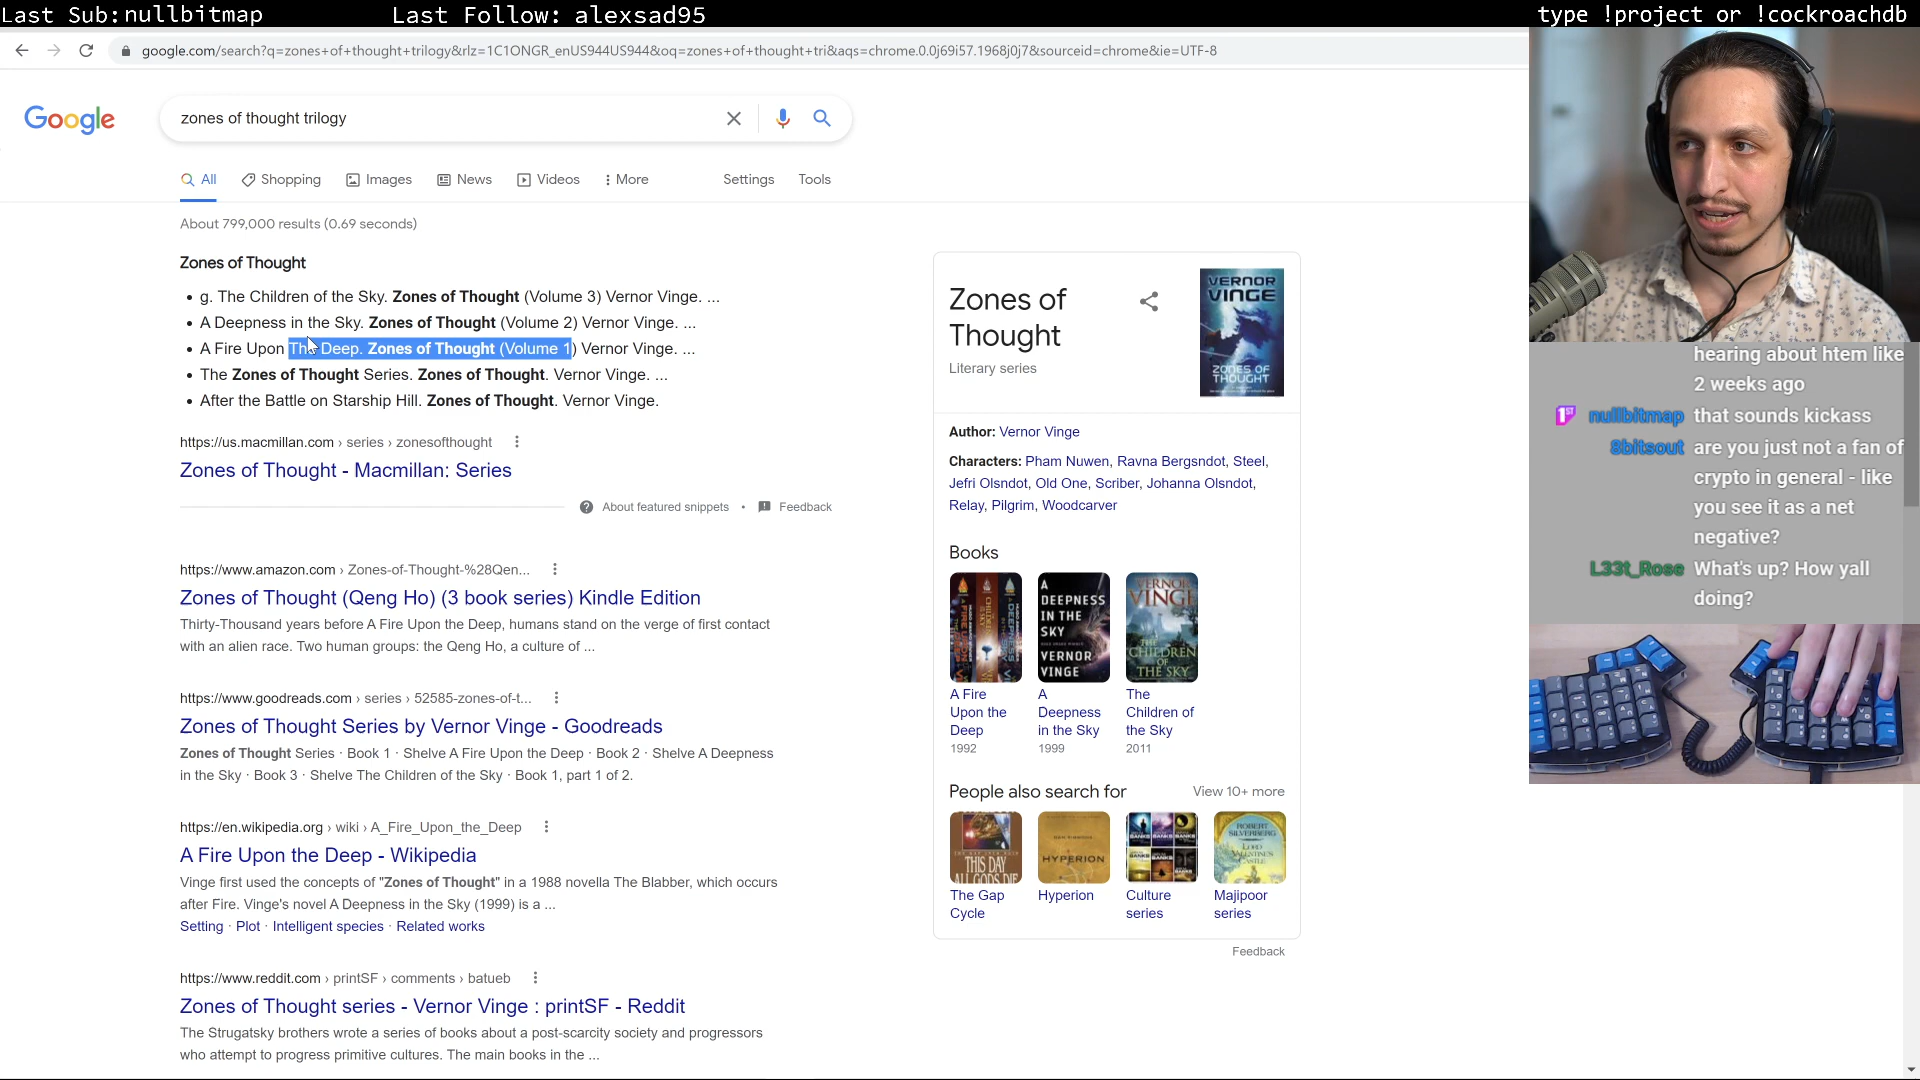 Last Sub:nullbitmap
Last Follow: alexsad95
type !project or !cockroachdb
google.com/search?q=zones+of+thought+trilogy&rlz=1C1ONGR_enUS944US944&oq=zones+of+thought+tri&aqs=chrome.0.0j69i57.1968j0j7&sourceid=chrome&ie=UTF-8
Google
zones of thought trilogy
All
Shopping
Images
News
Videos
More
Settings
Tools
About 799,000 results (0.69 seconds)
Zones of Thought
• g. The Children of the Sky. Zones of Thought (Volume 3) Vernor Vinge. ...
• A Deepness in the Sky. Zones of Thought (Volume 2) Vernor Vinge. ...
• A Fire Upon The Deep. Zones of Thought (Volume 1) Vernor Vinge. ...
• The Zones of Thought Series. Zones of Thought. Vernor Vinge. ...
• After the Battle on Starship Hill. Zones of Thought. Vernor Vinge.
https://us.macmillan.com › series › zonesofthought
Zones of Thought - Macmillan: Series
About featured snippets • Feedback
https://www.amazon.com › Zones-of-Thought-%28Qen...
Zones of Thought (Qeng Ho) (3 book series) Kindle Edition
Thirty-Thousand years before A Fire Upon the Deep, humans stand on the verge of first contact
with an alien race. Two human groups: the Qeng Ho, a culture of ...
https://www.goodreads.com › series › 52585-zones-of-t...
Zones of Thought Series by Vernor Vinge - Goodreads
Zones of Thought Series · Book 1 · Shelve A Fire Upon the Deep · Book 2 · Shelve A Deepness
in the Sky · Book 3 · Shelve The Children of the Sky · Book 1, part 1 of 2.
https://en.wikipedia.org › wiki › A_Fire_Upon_the_Deep
A Fire Upon the Deep - Wikipedia
Vinge first used the concepts of "Zones of Thought" in a 1988 novella The Blabber, which occurs
after Fire. Vinge's novel A Deepness in the Sky (1999) is a ...
Setting · Plot · Intelligent species · Related works
https://www.reddit.com › printSF › comments › batueb
Zones of Thought series - Vernor Vinge : printSF - Reddit
The Strugatsky brothers wrote a series of books about a post-scarcity society and progressors
who attempt to progress primitive cultures. The main books in the ...
Zones of
Thought
Literary series
VERNOR
VINGE
ZONES OF
THOUGHT
Author: Vernor Vinge
Characters: Pham Nuwen, Ravna Bergsndot, Steel,
Jefri Olsndot, Old One, Scriber, Johanna Olsndot,
Relay, Pilgrim, Woodcarver
Books
A
DEEPNESS
IN THE
SKY
VERNOR
VINGE
VERNOR
VINGE
THE
CHILDREN
OF THE SKY
A Fire
Upon the
Deep
1992
A
Deepness
in the Sky
1999
The
Children of
the Sky
2011
People also search for
View 10+ more
THIS DAY
ALL GODS DIE
HYPERION
BANKS
ROBERT
SILVERBERG
LORD
VALENTINE'S
CASTLE
The Gap
Cycle
Hyperion
Culture
series
Majipoor
series
Feedback
hearing about htem like
2 weeks ago
1ST nullbitmap that sounds kickass
8bitsout are you just not a fan of
crypto in general - like
you see it as a net
negative?
L33t_Rose What's up? How yall
doing?